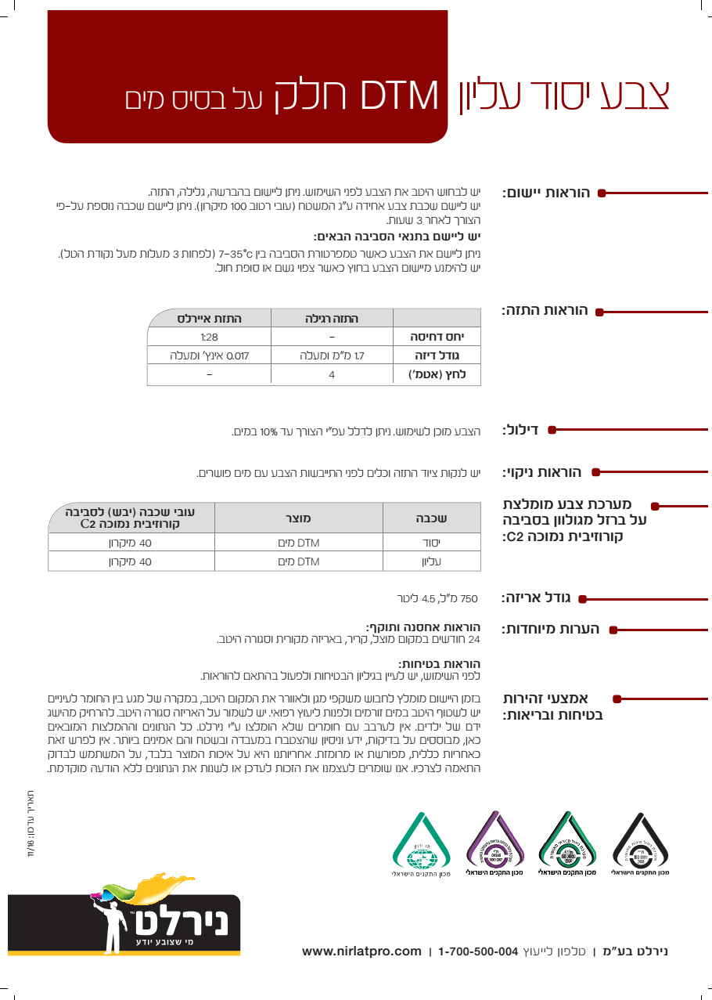 צבע יסוד עליון DTM חלק על בסיס מים
הוראות יישום:
יש לבחוש היטב את הצבע לפני השימוש. ניתן ליישום בהברשה, גלילה, התזה.
יש ליישם שכבת צבע אחידה ע"ג המשטח (עובי רטוב 100 מיקרון). ניתן ליישם שכבה נוספת על-פי
הצורך לאחר 3 שעות.
יש ליישם בתנאי הסביבה הבאים:
ניתן ליישם את הצבע כאשר טמפרטורת הסביבה בין 7-35°c (לפחות 3 מעלות מעל נקודת הטל).
יש להימנע מיישום הצבע בחוץ כאשר צפוי גשם או סופת חול.
הוראות התזה:
התזה רגילה התזת איירלס
יחס דחיסה - 1:28
גודל דיזה 1.7 מ"מ ומעלה 0.017 אינץ' ומעלה
לחץ (אטמ') 4 -
דילול:
הצבע מוכן לשימוש. ניתן לדלל עפ"י הצורך עד 10% במים.
הוראות ניקוי:
יש לנקות ציוד התזה וכלים לפני התייבשות הצבע עם מים פושרים.
מערכת צבע מומלצת
על ברזל מגולוון בסביבה
קורוזיבית נמוכה C2:
שכבה מוצר עובי שכבה (יבש) לסביבה
קורוזיבית נמוכה C2
יסוד DTM מים 40 מיקרון
עליון DTM מים 40 מיקרון
גודל אריזה:
750 מ"ל, 4.5 ליטר
הערות מיוחדות:
הוראות אחסנה ותוקף:
24 חודשים במקום מוצל, קריר, באריזה מקורית וסגורה היטב.
הוראות בטיחות:
לפני השימוש, יש לעיין בגיליון הבטיחות ולפעול בהתאם להוראות.
אמצעי זהירות
בטיחות ובריאות:
בזמן היישום מומלץ לחבוש משקפי מגן ולאוורר את המקום היטב, במקרה של מגע בין החומר לעיניים
יש לשטוף היטב במים זורמים ולפנות ליעוץ רפואי. יש לשמור על האריזה סגורה היטב. להרחיק מהישג
ידם של ילדים. אין לערבב עם חומרים שלא הומלצו ע"י נירלט. כל הנתונים וההמלצות המובאים
כאן, מבוססים על בדיקות, ידע וניסיון שהצטברו במעבדה ובשטח והם אמינים ביותר. אין לפרש זאת
כאחריות כללית, מפורשת או מרומזת. אחריותנו היא על איכות המוצר בלבד, על המשתמש לבדוק
התאמה לצרכיו. אנו שומרים לעצמנו את הזכות לעדכן או לשנות את הנתונים ללא הודעה מוקדמת.
תאריך עדכון: 11/16
מכון התקנים הישראלי
מכון התקנים הישראלי
מכון התקנים הישראלי
תו ירוק
מכון התקנים הישראלי
נירלט™
מי שצובע יודע
נירלט בע"מ | טלפון לייעוץ 1-700-500-004 | www.nirlatpro.com